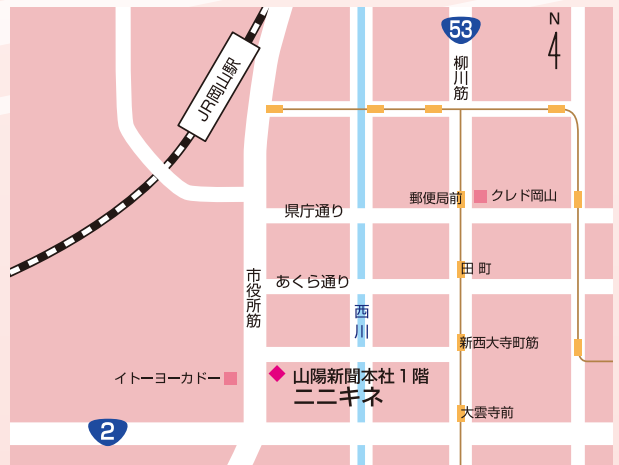 53
N
4
柳川筋
JR岡山駅
郵便局前
クレド岡山
県庁通り
田町
あくら通り
市役所筋
西川
新西大寺町筋
イトーヨーカドー
山陽新聞本社1階
ニニキネ
大雲寺前
2